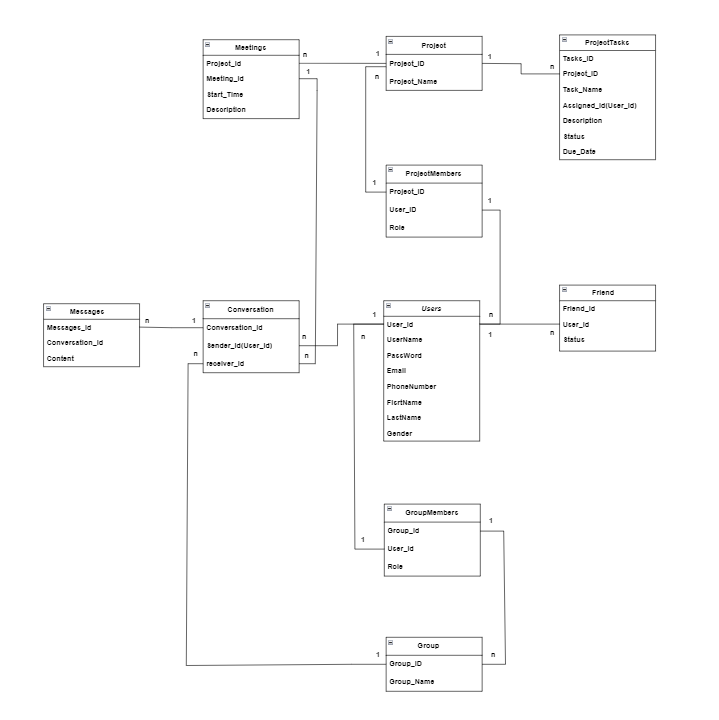 Meetings
Project_id
Meeting_id
Start_Time
Description
n
1
1
Project
Project_ID
Project_Name
1
n
n
ProjectTasks
Tasks_ID
Project_ID
Task_Name
Assigned_id(User_id)
Description
Status
Due_Date
ProjectMembers
Project_ID
User_ID
Role
1
1
Messages
Messages_id
Conversation_id
Content
n
1
Conversation
Conversation_id
Sender_id(User_id)
receiver_id
n
n
n
1
n
Users
User_id
UserName
PassWord
Email
PhoneNumber
FisrtName
LastName
Gender
n
1
n
Friend
Friend_id
User_id
Status
GroupMembers
Group_id
User_id
Role
1
1
Group
Group_ID
Group_Name
1
n